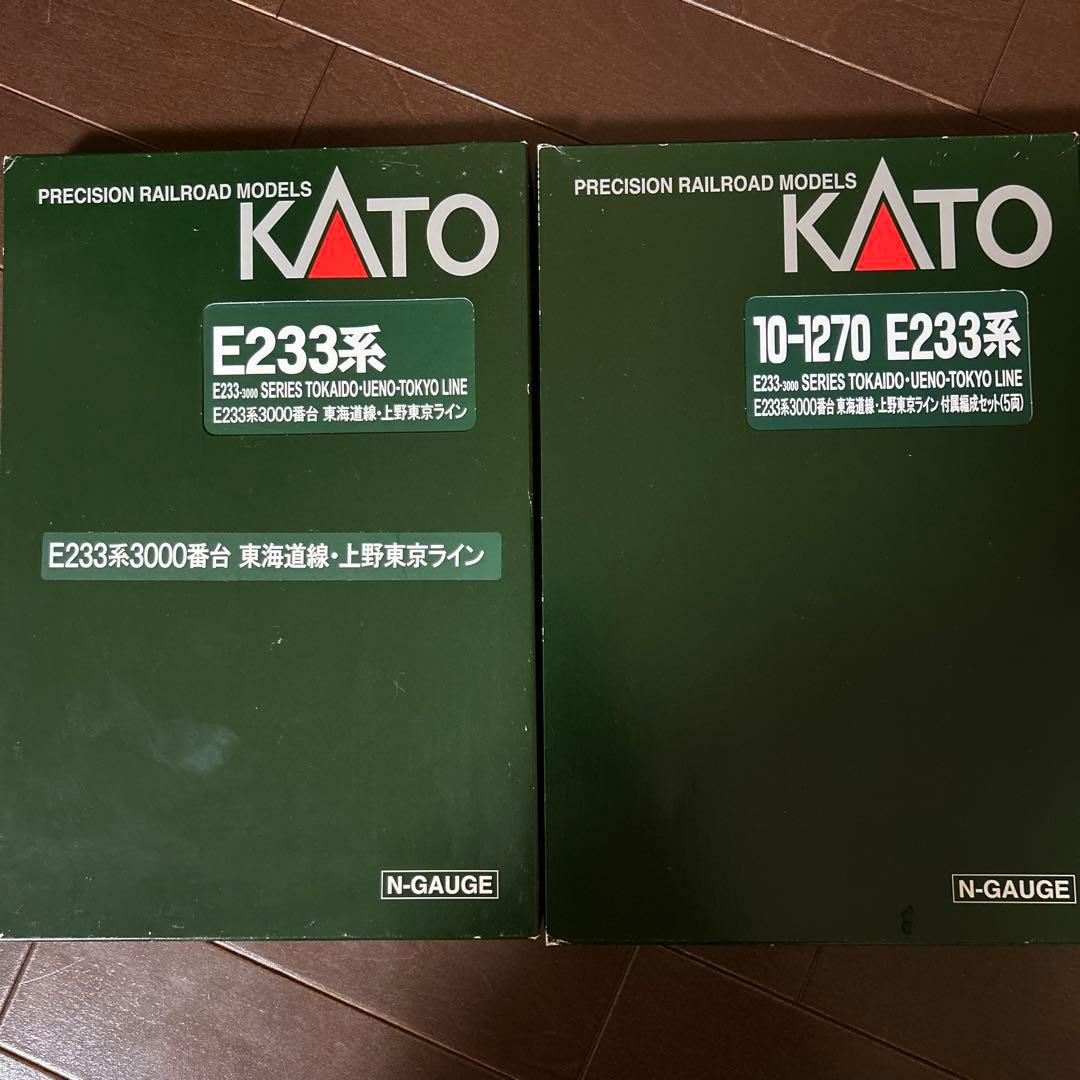 PRECISION RAILROAD MODELS
KATO
E233系
E233-3000 SERIES TOKAIDO・UENO-TOKYO LINE
E233系3000番台 東海道線・上野東京ライン
E233系3000番台 東海道線・上野東京ライン
N-GAUGE
PRECISION RAILROAD MODELS
KATO
10-1270 E233系
E233-3000 SERIES TOKAIDO・UENO-TOKYO LINE
E233系3000番台 東海道線・上野東京ライン 付属編成セット(5両)
N-GAUGE